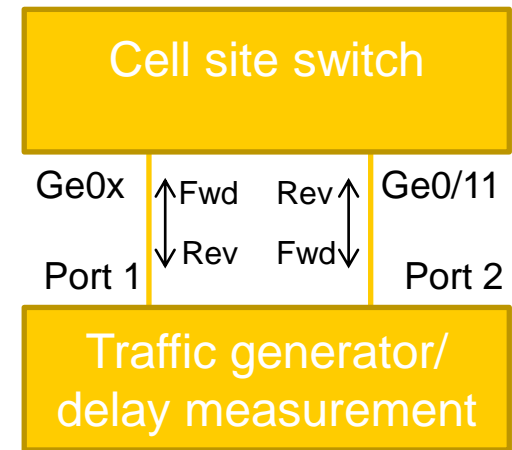 Cell site switch
Ge0x Fwd Rev Ge0/11
Rev Fwd
Port 1 Port 2
Traffic generator/
delay measurement